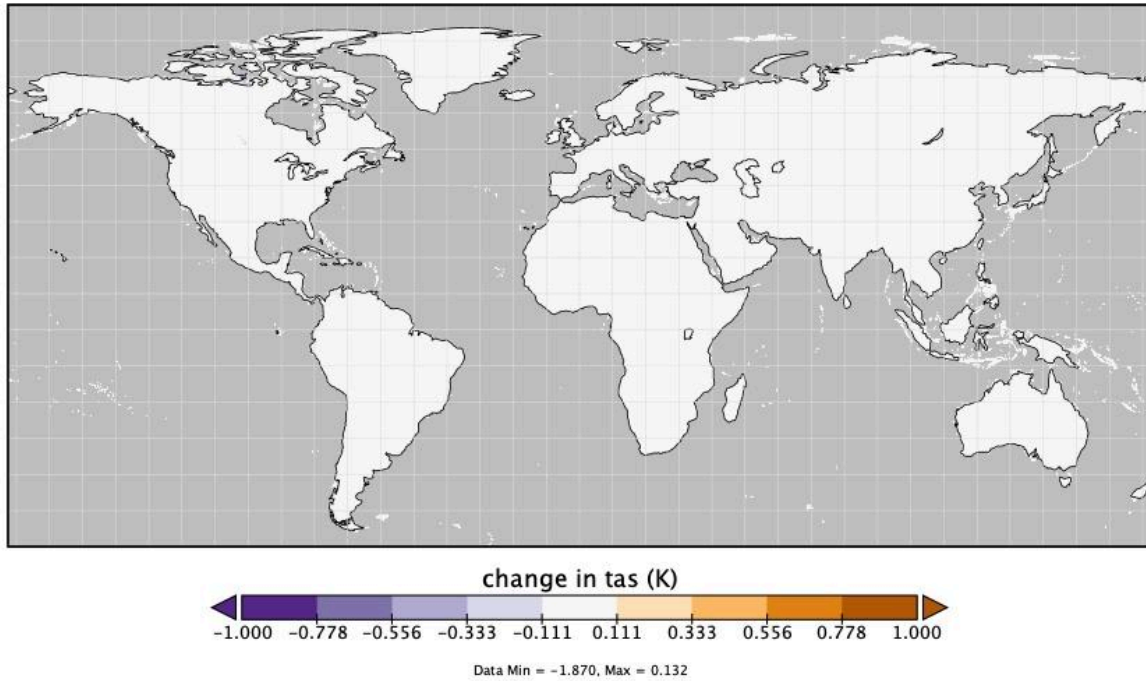 change in tas (K)
-1.000 -0.778 -0.556 -0.333 -0.111 0.111 0.333 0.556 0.778 1.000
Data Min = -1.870, Max = 0.132